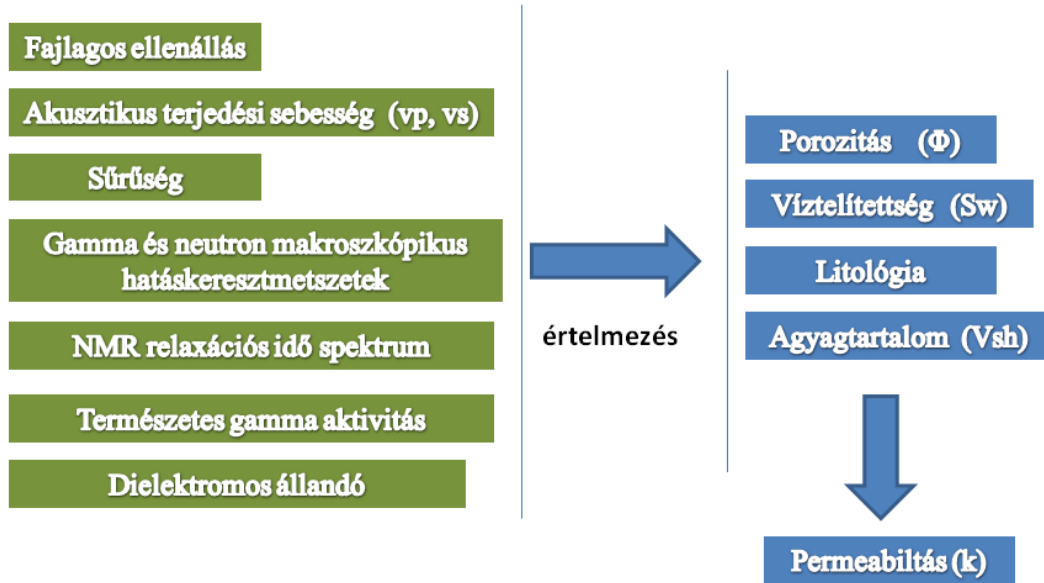 Fajlagos ellenállás
Akusztikus terjedési sebesség (vp, vs)
Sűrűség
Gamma és neutron makroszkópikus
hatáskeresztmetszetek
NMR relaxációs idő spektrum
Természetes gamma aktivitás
Dielektromos állandó
értelmezés
Porozitás (Φ)
Víztelítettség (Sw)
Litológia
Agyagtartalom (Vsh)
Permeabiltás (k)